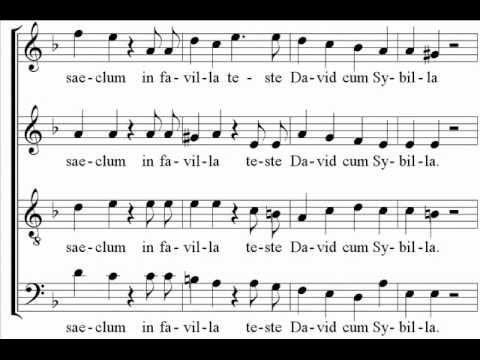 sae-clum in fa-vil-la te - ste Da-vid cum Sy-bil-la
sae-clum in fa-vil-la te-ste Da-vid cum Sy-bil-la.
8
sae-clum in fa-vil-la te-ste Da-vid cum Sy-bil-la.
sae-clum in fa-vil-la te-ste Da-vid cum Sy-bil-la.